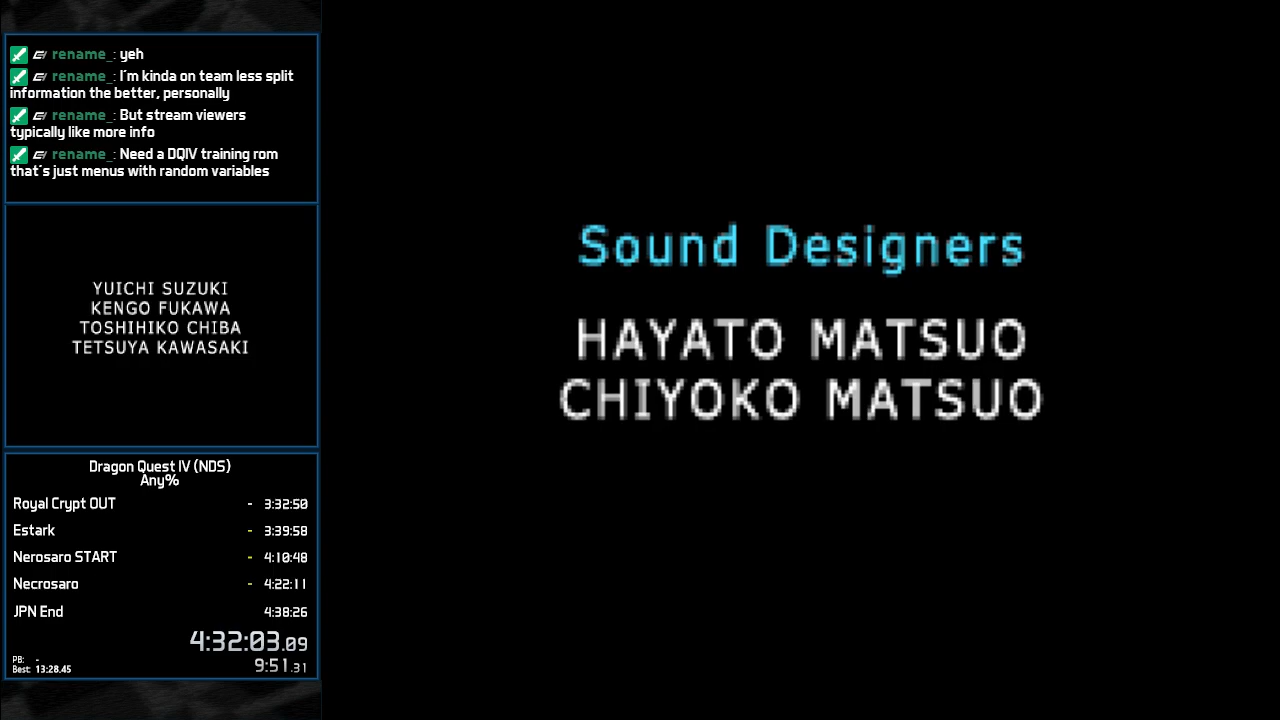 rename_: yeh
rename_: I'm kinda on team less split
information the better, personally
rename_: But stream viewers
typically like more info
rename_: Need a DQIV training rom
that's just menus with random variables
YUICHI SUZUKI
KENGO FUKAWA
TOSHIHIKO CHIBA
TETSUYA KAWASAKI
Dragon Quest IV (NDS)
Any%
Royal Crypt OUT - 3:32:50
Estark - 3:39:58
Nerosaro START - 4:10:48
Necrosaro - 4:22:11
JPN End 4:38:26
4:32:03.09
PB: -
Best: 13:28.45
9:51.31
Sound Designers
HAYATO MATSUO
CHIYOKO MATSUO